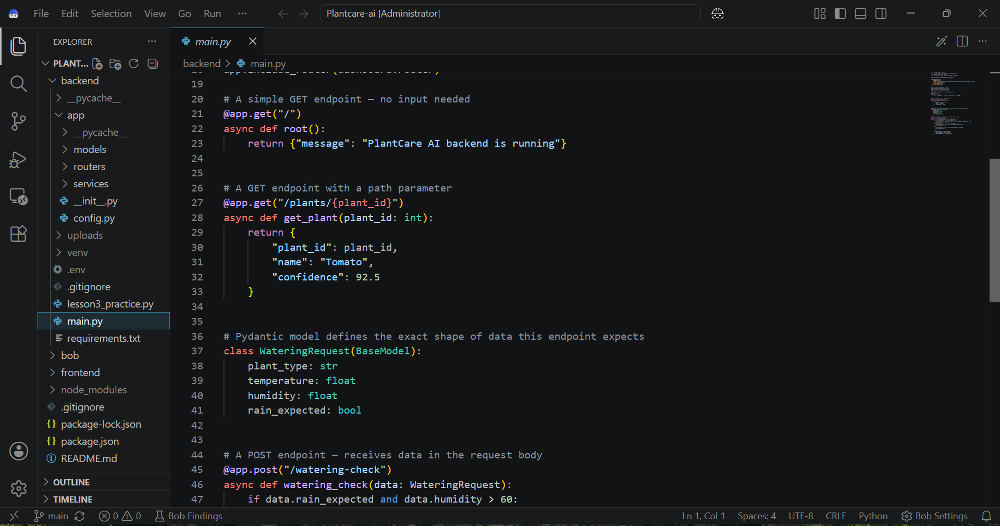 File Edit Selection View Go Run ··· Plantcare-ai [Administrator]
EXPLORER ···
main.py
PLANT...
backend > main.py
backend
__pycache__
app
__pycache__
models
routers
services
__init__.py
config.py
uploads
venv
.env
.gitignore
lesson3_practice.py
main.py
requirements.txt
bob
frontend
node_modules
.gitignore
package-lock.json
package.json
README.md
OUTLINE
TIMELINE
19
20 # A simple GET endpoint — no input needed
21 @app.get("/")
22 async def root():
23 return {"message": "PlantCare AI backend is running"}
24
25
26 # A GET endpoint with a path parameter
27 @app.get("/plants/{plant_id}")
28 async def get_plant(plant_id: int):
29 return {
30 "plant_id": plant_id,
31 "name": "Tomato",
32 "confidence": 92.5
33 }
34
35
36 # Pydantic model defines the exact shape of data this endpoint expects
37 class WateringRequest(BaseModel):
38 plant_type: str
39 temperature: float
40 humidity: float
41 rain_expected: bool
42
43
44 # A POST endpoint — receives data in the request body
45 @app.post("/watering-check")
46 async def watering_check(data: WateringRequest):
47 if data.rain_expected and data.humidity > 60:
main 0 0 Bob Findings Ln 1, Col 1 Spaces: 4 UTF-8 CRLF Python Bob Settings